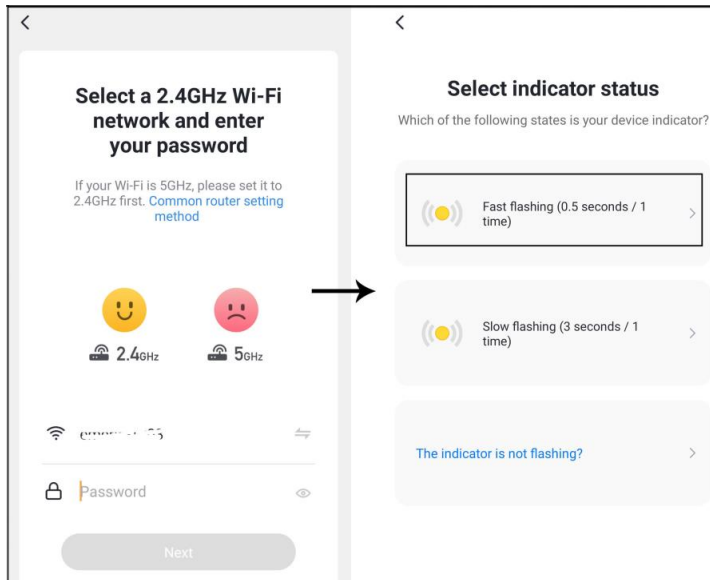 Select a 2.4GHz Wi-Fi
network and enter
your password
If your Wi-Fi is 5GHz, please set it to
2.4GHz first. Common router setting
method
2.4GHz
5GHz
Password
Next
Select indicator status
Which of the following states is your device indicator?
Fast flashing (0.5 seconds / 1
time)
Slow flashing (3 seconds / 1
time)
The indicator is not flashing?